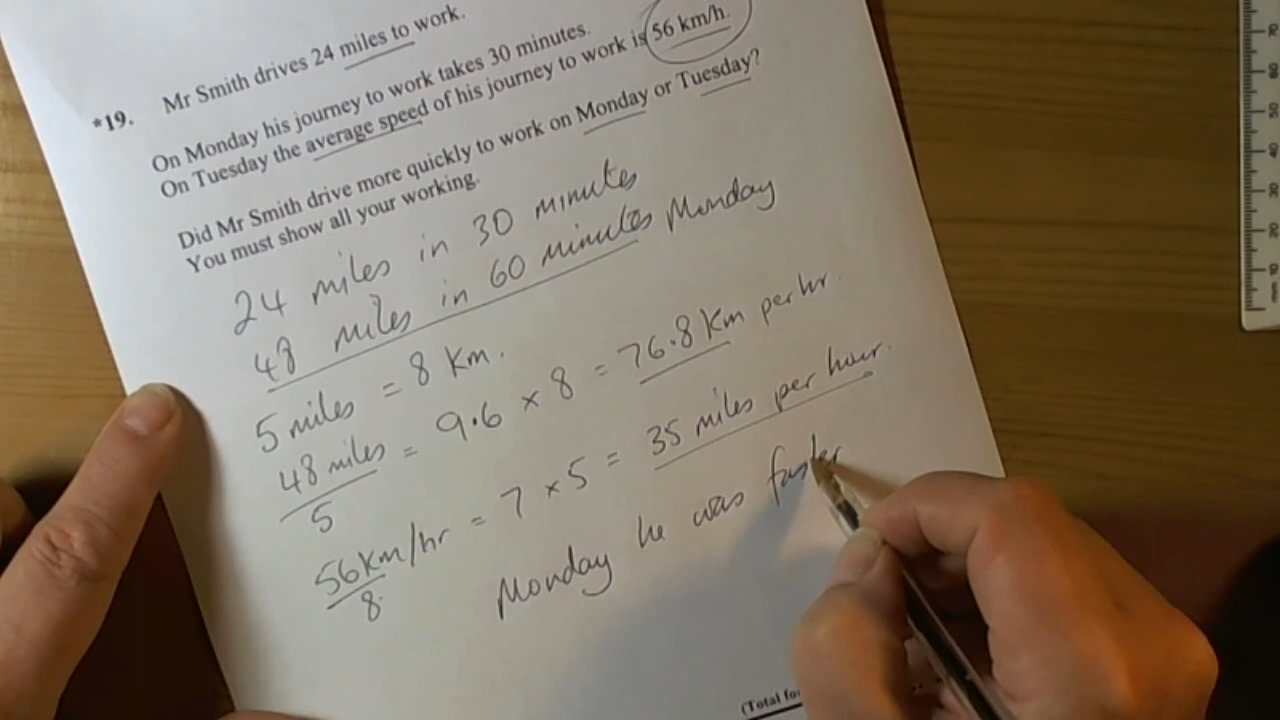 *19. Mr Smith drives 24 miles to work.
On Monday his journey to work takes 30 minutes.
On Tuesday the average speed of his journey to work is 56 km/h.
Did Mr Smith drive more quickly to work on Monday or Tuesday?
You must show all your working.
24 miles in 30 minutes
48 miles in 60 minutes Monday
5 miles = 8 Km.
48 miles = 9.6 × 8 = 76.8 Km per hr.
5
56 Km/hr = 7 × 5 = 35 miles per hour.
8
Monday he was faster
(Total